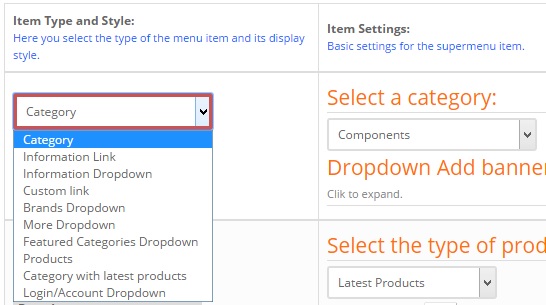 Item Type and Style:
Here you select the type of the menu item and its display
style.
Item Settings:
Basic settings for the supermenu item.
Category
Category
Information Link
Information Dropdown
Custom link
Brands Dropdown
More Dropdown
Featured Categories Dropdown
Products
Category with latest products
Login/Account Dropdown
Select a category:
Components
Dropdown Add banne
Clik to expand.
Select the type of prod
Latest Products